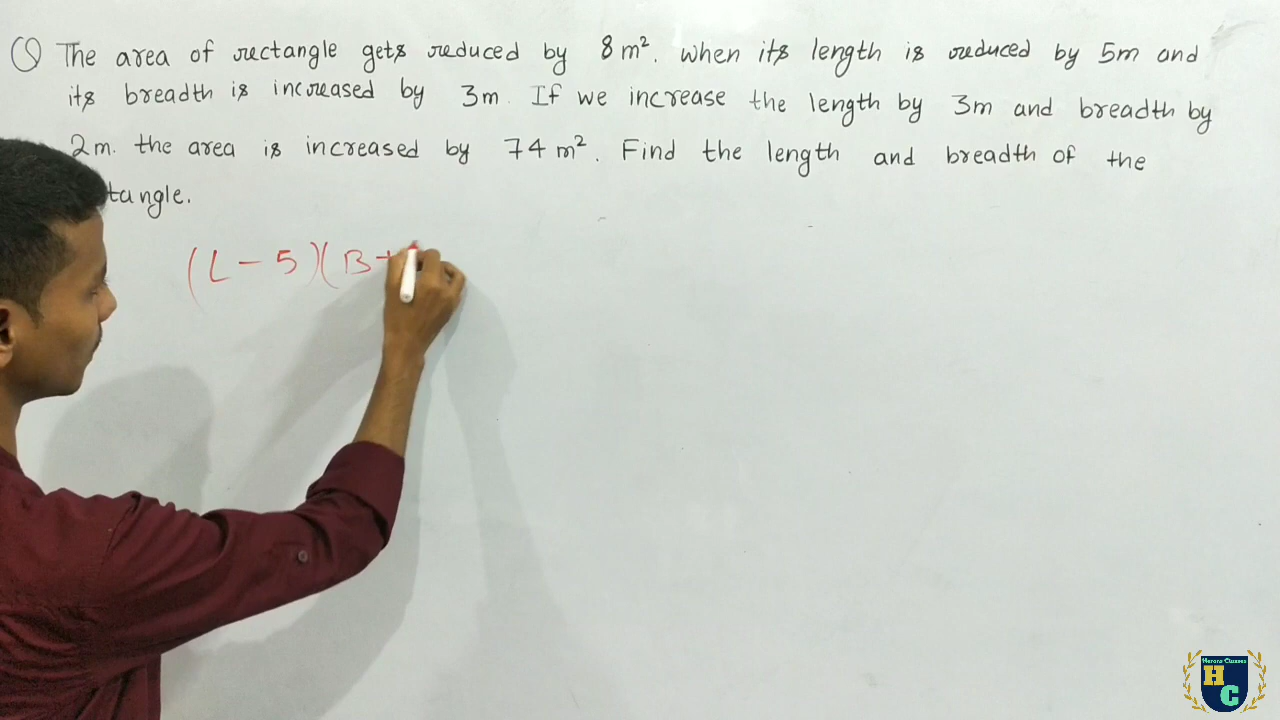 Q The area of rectangle gets reduced by 8 m². when its length is reduced by 5m and
its breadth is increased by 3m. If we increase the length by 3m and breadth by
2m. the area is increased by 74 m². Find the length and breadth of the
tangle.
(L - 5)(B+
Herons Classes
H
C